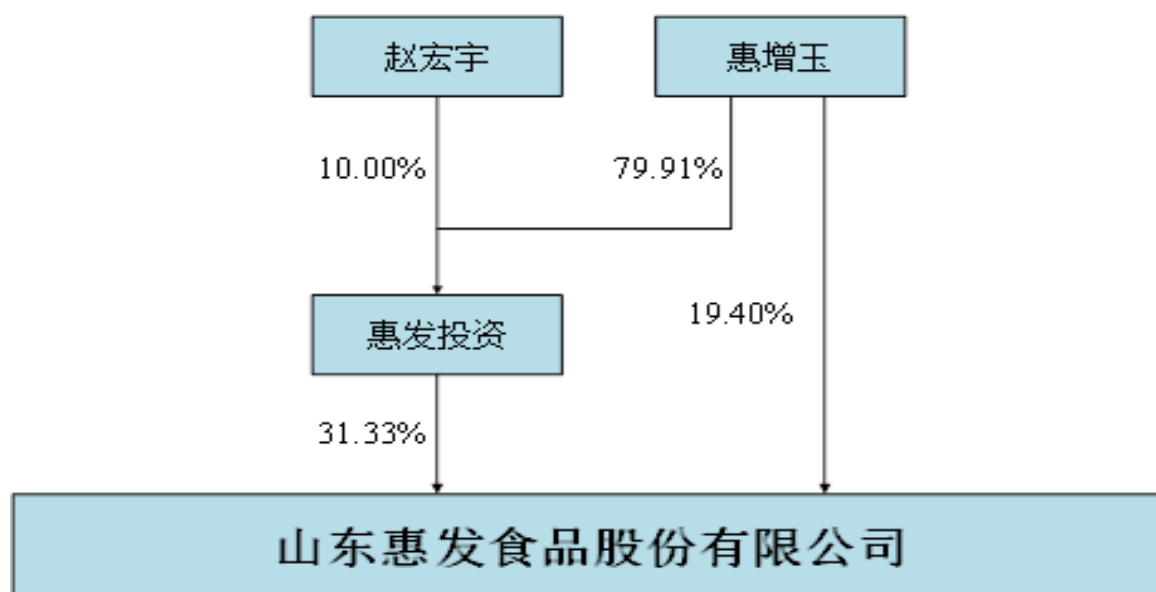 赵宏宇
惠增玉
10.00%
79.91%
惠发投资
19.40%
31.33%
山东惠发食品股份有限公司